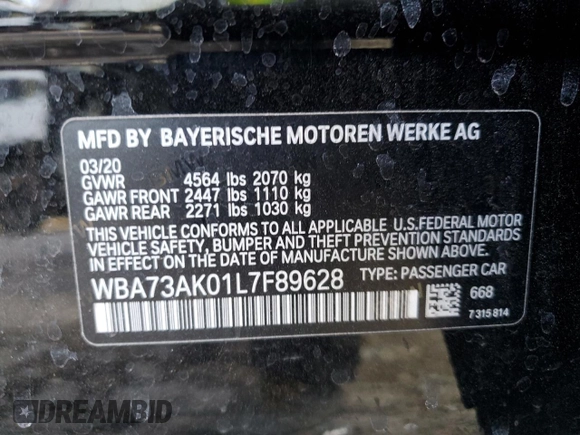 MFD BY BAYERISCHE MOTOREN WERKE AG
03/20
GVWR 4564 lbs 2070 kg
GAWR FRONT 2447 lbs 1110 kg
GAWR REAR 2271 lbs 1030 kg
THIS VEHICLE CONFORMS TO ALL APPLICABLE U.S.FEDERAL MOTOR
VEHICLE SAFETY, BUMPER AND THEFT PREVENTION STANDARDS IN
EFFECT ON THE DATE OF MANUFACTURE SHOWN ABOVE.
WBA73AK01L7F89628 TYPE: PASSENGER CAR
668
7 315 814
DREAMBID